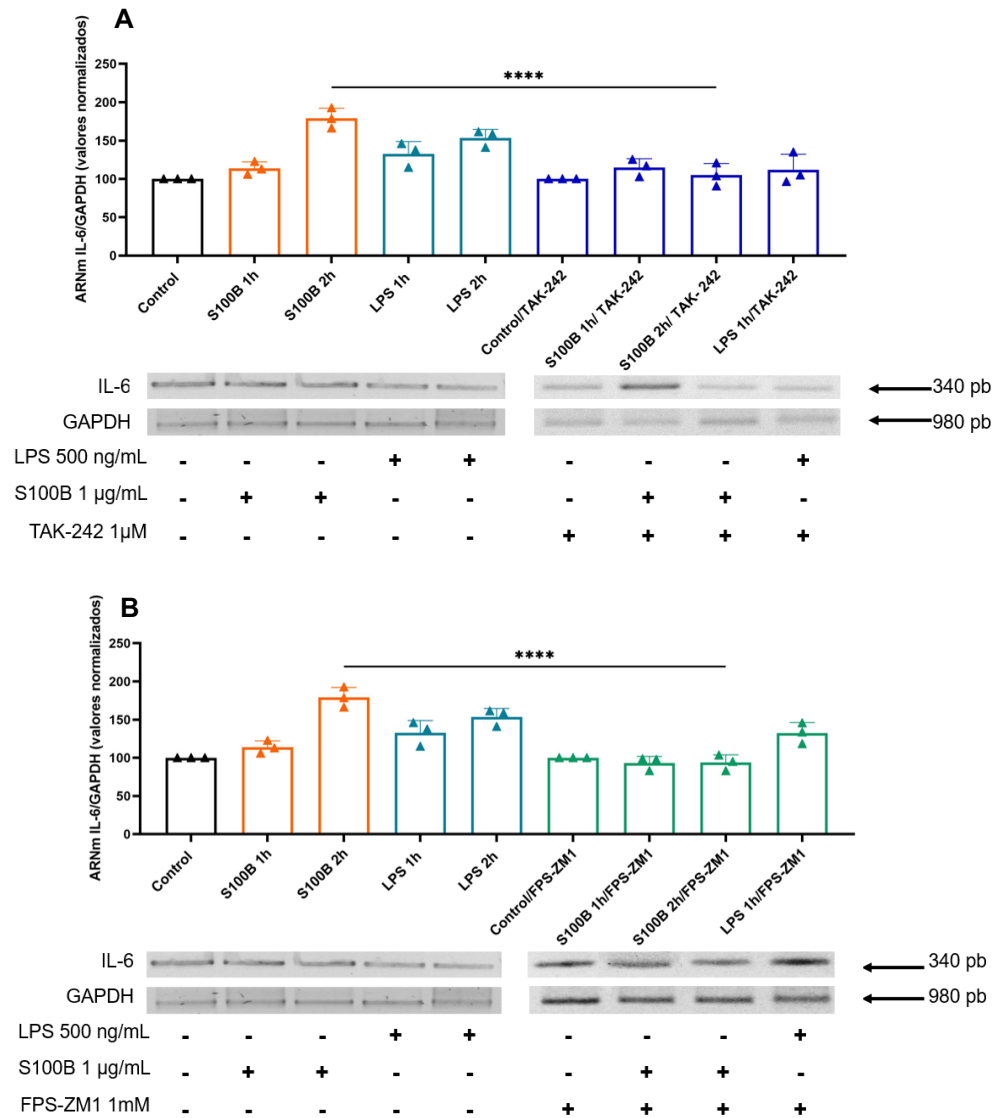 A
ARNm IL-6/GAPDH (valores normalizados)
250
200
150
100
50
0
****
Control
S100B 1h
S100B 2h
LPS 1h
LPS 2h
Control/TAK-242
S100B 1h/ TAK-242
S100B 2h/ TAK- 242
LPS 1h/TAK-242
IL-6 340 pb
GAPDH 980 pb
LPS 500 ng/mL - - - + + - - - +
S100B 1 µg/mL - + + - - - + + -
TAK-242 1µM - - - - - + + + +
B
ARNm IL-6/GAPDH (valores normalizados)
250
200
150
100
50
0
****
Control
S100B 1h
S100B 2h
LPS 1h
LPS 2h
Control/FPS-ZM1
S100B 1h/FPS-ZM1
S100B 2h/FPS-ZM1
LPS 1h/FPS-ZM1
IL-6 340 pb
GAPDH 980 pb
LPS 500 ng/mL - - - + + - - - +
S100B 1 µg/mL - + + - - - + + -
FPS-ZM1 1mM - - - - - + + + +